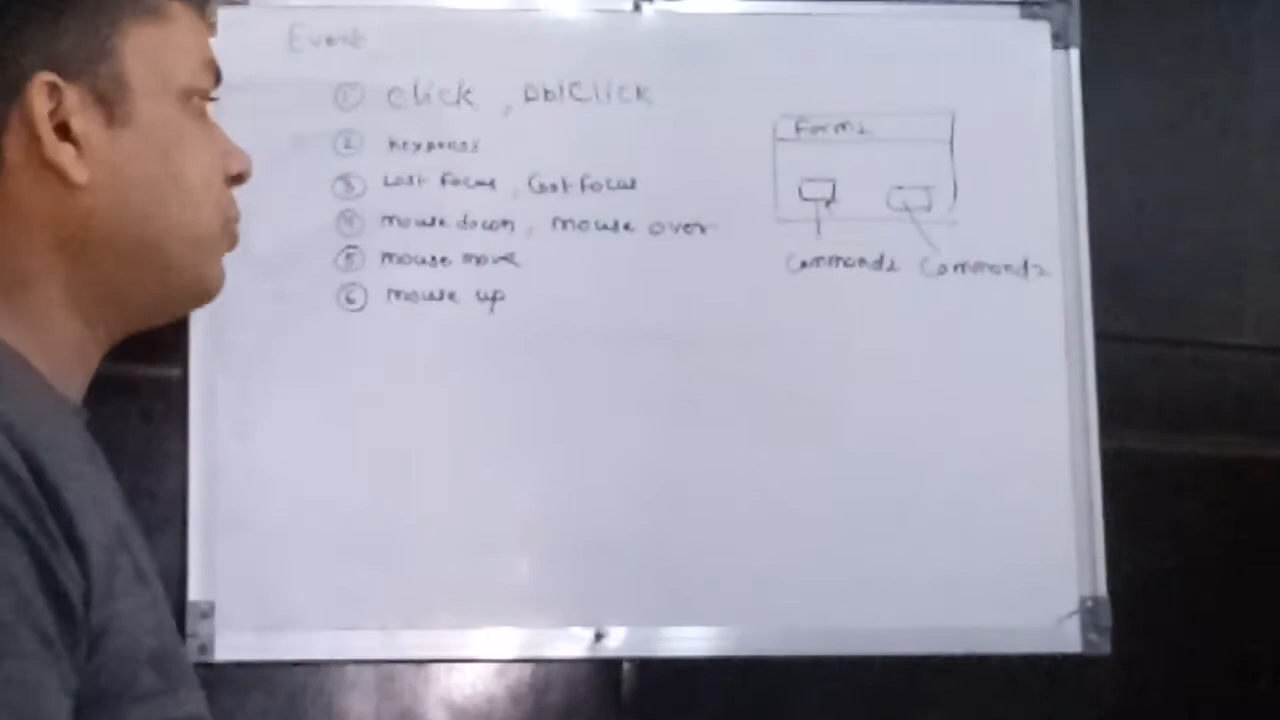 Event
① Click , DblClick
② Keypress
③ Lost focus , Got focus
④ mouse down , mouse over
⑤ mouse move
⑥ mouse up
Form1
Command1 Command2